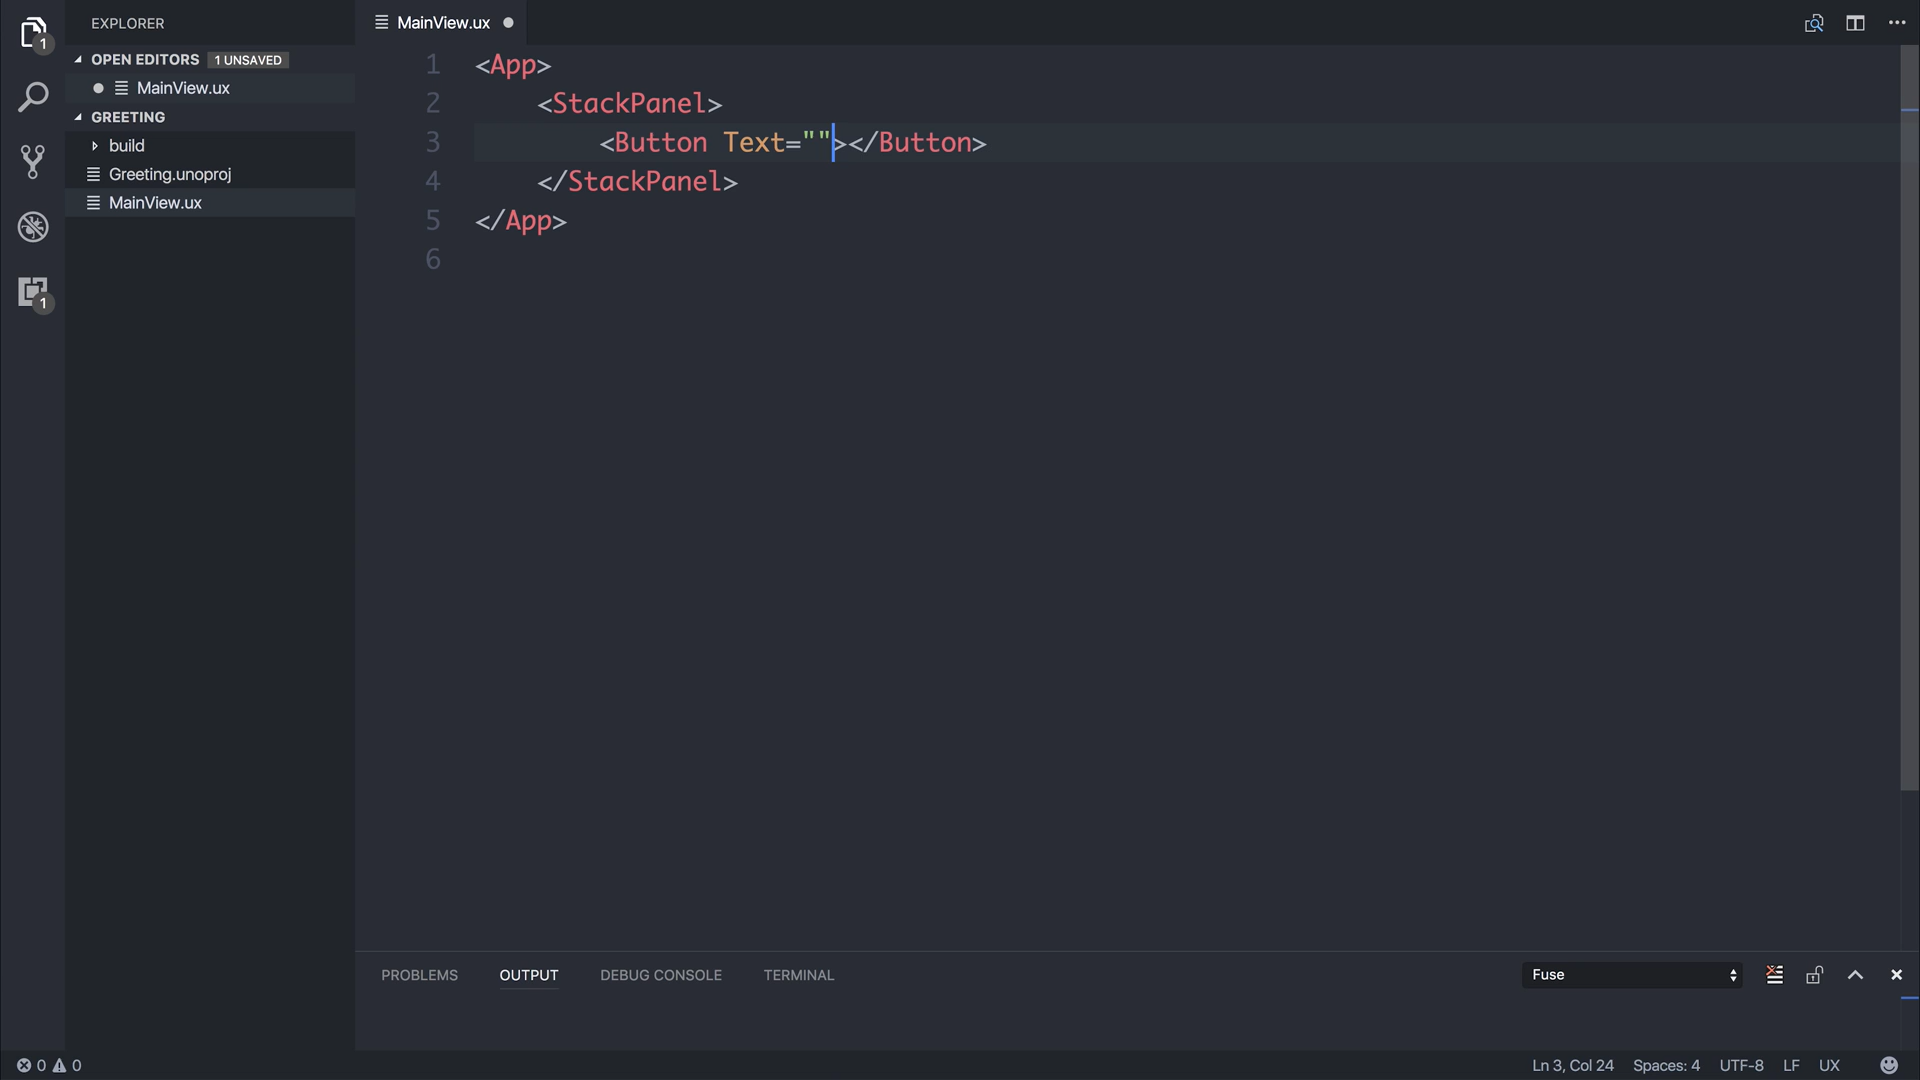 EXPLORER
OPEN EDITORS 1 UNSAVED
MainView.ux
GREETING
build
Greeting.unoproj
MainView.ux
1
1
MainView.ux
1 <App>
2 <StackPanel>
3 <Button Text=""></Button>
4 </StackPanel>
5 </App>
6
PROBLEMS OUTPUT DEBUG CONSOLE TERMINAL Fuse
0 0 Ln 3, Col 24 Spaces: 4 UTF-8 LF UX